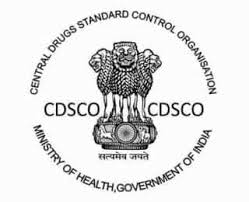 CENTRAL DRUGS STANDARD CONTROL ORGANISATION
CDSCO CDSCO
सत्यमेव जयते
MINISTRY OF HEALTH,GOVERNMENT OF INDIA